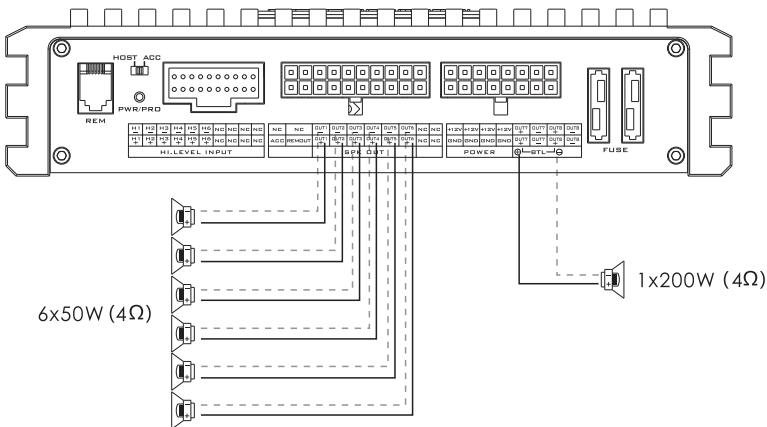 HOST ACC
REM
PWR/PRO
H1 H2 H3 H4 H5 H6 NC NC NC NC
− − − − − −
H1 H2 H3 H4 H5 H6 NC NC NC NC
+ + + + + +
HI.LEVEL INPUT
NC NC OUT1 OUT2 OUT3 OUT4 OUT5 OUT6 NC NC
− − − − − −
ACC REMOUT OUT1 OUT2 OUT3 OUT4 OUT5 OUT6 NC NC
+ + + + + +
SPK OUT
+12V +12V +12V +12V OUT7 OUT7 OUT8 OUT8
+ − + −
GND GND GND GND OUT7 OUT7 OUT8 OUT8
+ − + −
POWER ⊕ BTL ⊖
FUSE
6x50W (4Ω)
1x200W (4Ω)